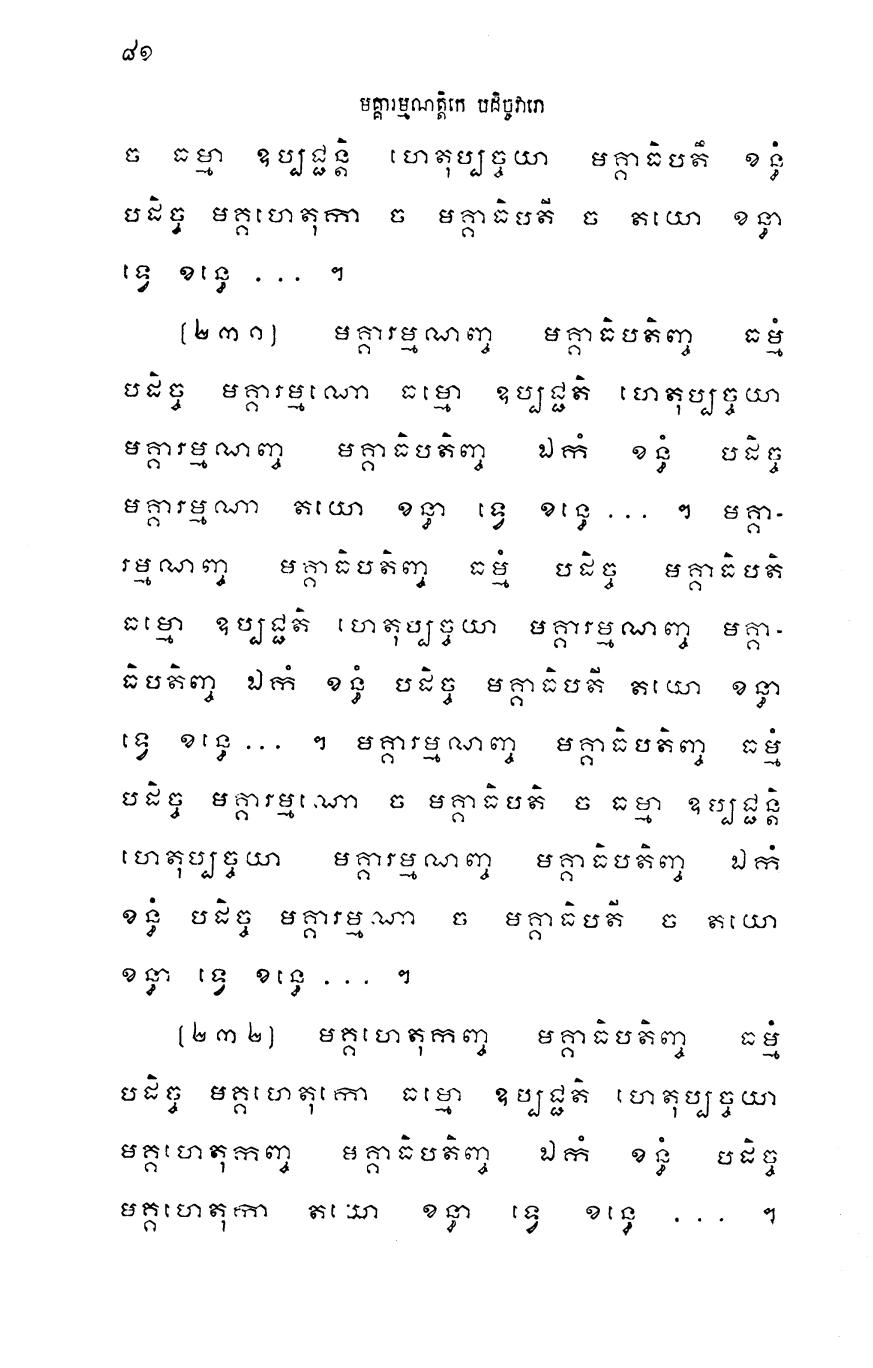 ៨១
មគ្គារម្មណត្តិកេ បដិច្ចវារោ
ច ធម្មា ឧប្បជ្ជន្តិ ហេតុប្បច្ចយា មគ្គាធិបតឹ ខន្ធំ
បដិច្ច មគ្គហេតុកា ច មគ្គាធិបតី ច តយោ ខន្ធា
ទ្វេ ខន្ធេ ... ។
(២៣១) មគ្គារម្មណញ្ច មគ្គាធិបតិញ្ច ធម្មំ
បដិច្ច មគ្គារម្មណោ ធម្មោ ឧប្បជ្ជតិ ហេតុប្បច្ចយា
មគ្គារម្មណញ្ច មគ្គាធិបតិញ្ច ឯកំ ខន្ធំ បដិច្ច
មគ្គារម្មណា តយោ ខន្ធា ទ្វេ ខន្ធេ ... ។ មគ្គា-
រម្មណញ្ច មគ្គាធិបតិញ្ច ធម្មំ បដិច្ច មគ្គាធិបតិ
ធម្មោ ឧប្បជ្ជតិ ហេតុប្បច្ចយា មគ្គារម្មណញ្ច មគ្គា-
ធិបតិញ្ច ឯកំ ខន្ធំ បដិច្ច មគ្គាធិបតី តយោ ខន្ធា
ទ្វេ ខន្ធេ ... ។ មគ្គារម្មណញ្ច មគ្គាធិបតិញ្ច ធម្មំ
បដិច្ច មគ្គារម្មណោ ច មគ្គាធិបតិ ច ធម្មា ឧប្បជ្ជន្តិ
ហេតុប្បច្ចយា មគ្គារម្មណញ្ច មគ្គាធិបតិញ្ច ឯកំ
ខន្ធំ បដិច្ច មគ្គារម្មណា ច មគ្គាធិបតី ច តយោ
ខន្ធា ទ្វេ ខន្ធេ ... ។
(២៣២) មគ្គហេតុកញ្ច មគ្គាធិបតិញ្ច ធម្មំ
បដិច្ច មគ្គហេតុកោ ធម្មោ ឧប្បជ្ជតិ ហេតុប្បច្ចយា
មគ្គហេតុកញ្ច មគ្គាធិបតិញ្ច ឯកំ ខន្ធំ បដិច្ច
មគ្គហេតុកា តយោ ខន្ធា ទ្វេ ខន្ធេ ... ។